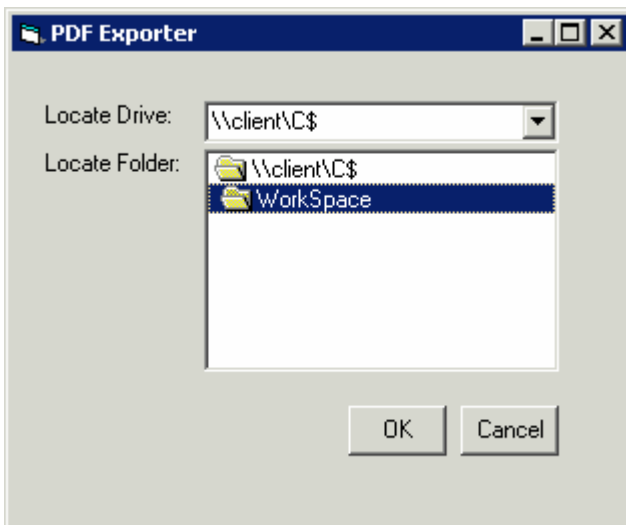 PDF Exporter
Locate Drive: \\client\C$
Locate Folder: \\client\C$
WorkSpace
OK Cancel